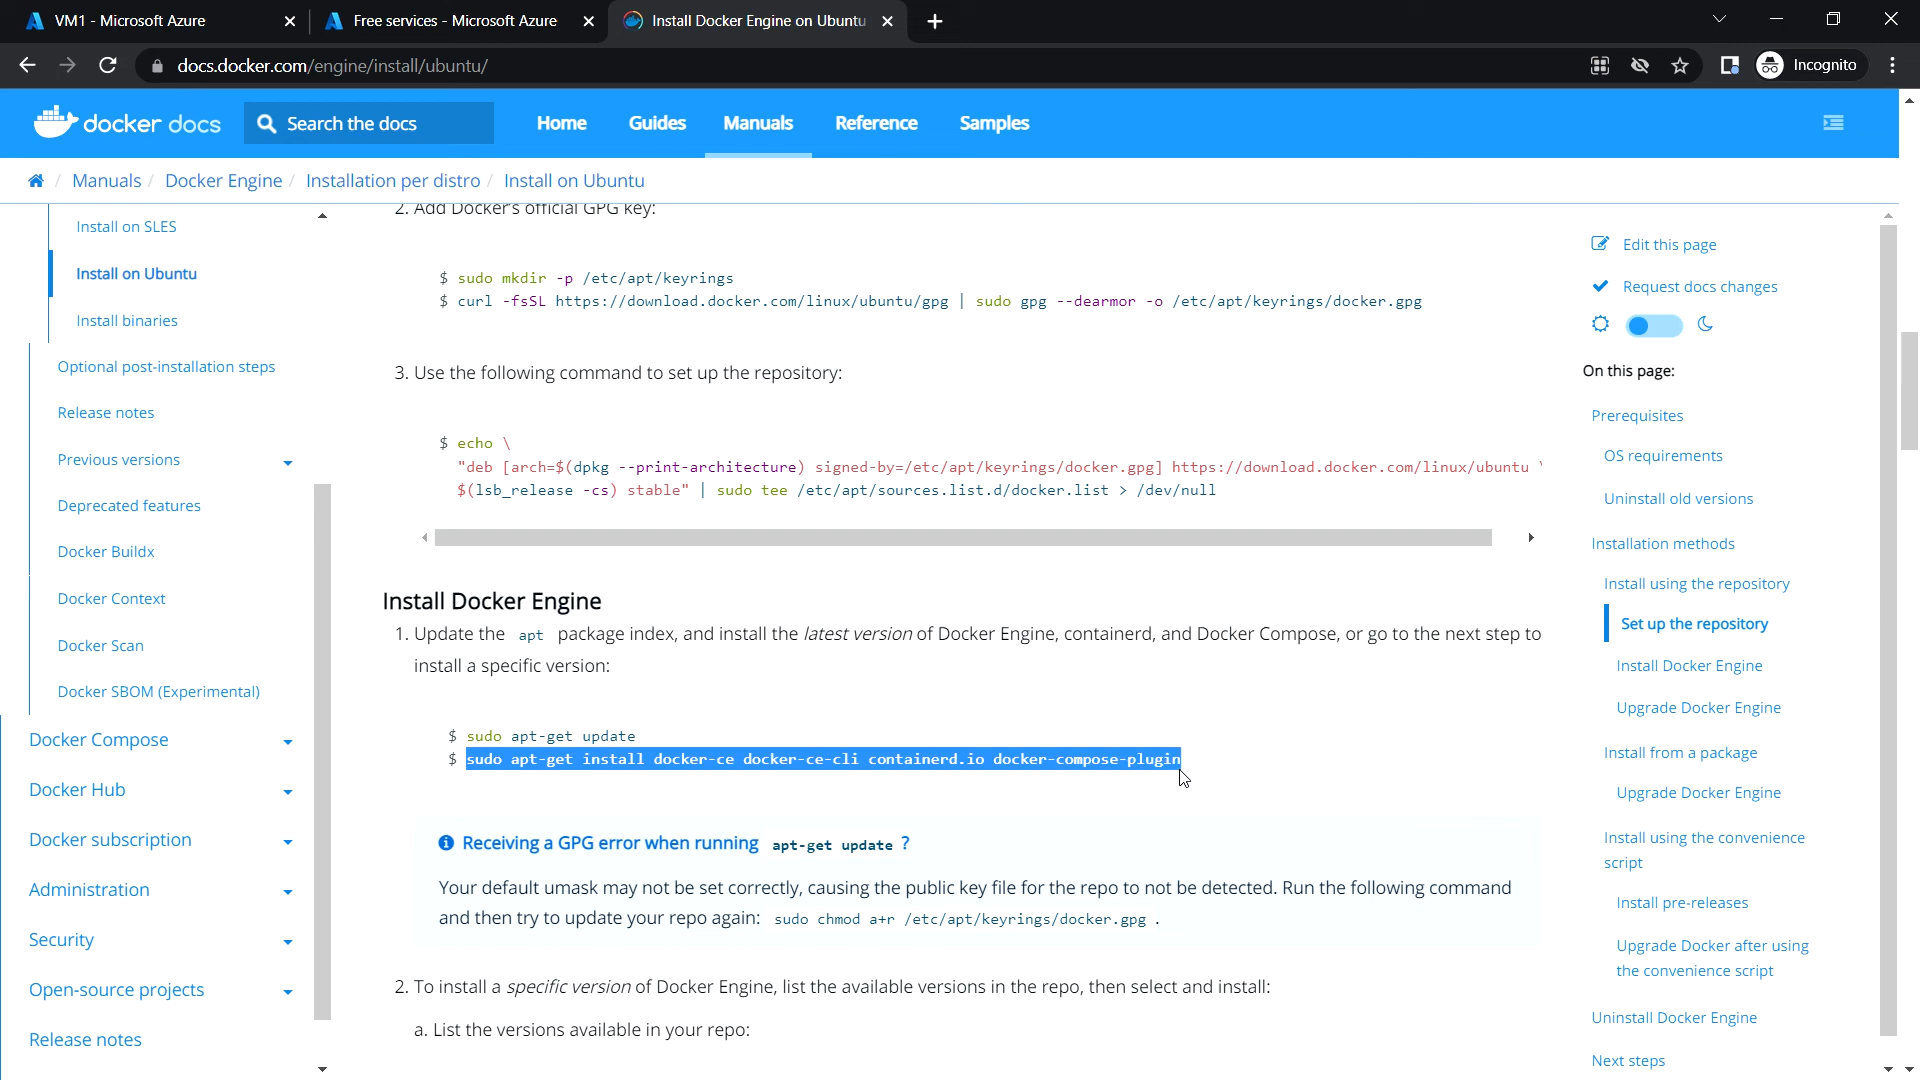 VM1 - Microsoft Azure
Free services - Microsoft Azure
Install Docker Engine on Ubuntu
docs.docker.com/engine/install/ubuntu/
Incognito
docker docs
Search the docs
Home
Guides
Manuals
Reference
Samples
Manuals / Docker Engine / Installation per distro / Install on Ubuntu
Install on SLES
Install on Ubuntu
Install binaries
Optional post-installation steps
Release notes
Previous versions
Deprecated features
Docker Buildx
Docker Context
Docker Scan
Docker SBOM (Experimental)
Docker Compose
Docker Hub
Docker subscription
Administration
Security
Open-source projects
Release notes
2. Add Docker's official GPG key:
$ sudo mkdir -p /etc/apt/keyrings
$ curl -fsSL https://download.docker.com/linux/ubuntu/gpg | sudo gpg --dearmor -o /etc/apt/keyrings/docker.gpg
3. Use the following command to set up the repository:
$ echo \
"deb [arch=$(dpkg --print-architecture) signed-by=/etc/apt/keyrings/docker.gpg] https://download.docker.com/linux/ubuntu \
$(lsb_release -cs) stable" | sudo tee /etc/apt/sources.list.d/docker.list > /dev/null
Install Docker Engine
1. Update the apt package index, and install the latest version of Docker Engine, containerd, and Docker Compose, or go to the next step to
install a specific version:
$ sudo apt-get update
$ sudo apt-get install docker-ce docker-ce-cli containerd.io docker-compose-plugin
Receiving a GPG error when running apt-get update ?
Your default umask may not be set correctly, causing the public key file for the repo to not be detected. Run the following command
and then try to update your repo again: sudo chmod a+r /etc/apt/keyrings/docker.gpg .
2. To install a specific version of Docker Engine, list the available versions in the repo, then select and install:
a. List the versions available in your repo:
Edit this page
Request docs changes
On this page:
Prerequisites
OS requirements
Uninstall old versions
Installation methods
Install using the repository
Set up the repository
Install Docker Engine
Upgrade Docker Engine
Install from a package
Upgrade Docker Engine
Install using the convenience
script
Install pre-releases
Upgrade Docker after using
the convenience script
Uninstall Docker Engine
Next steps